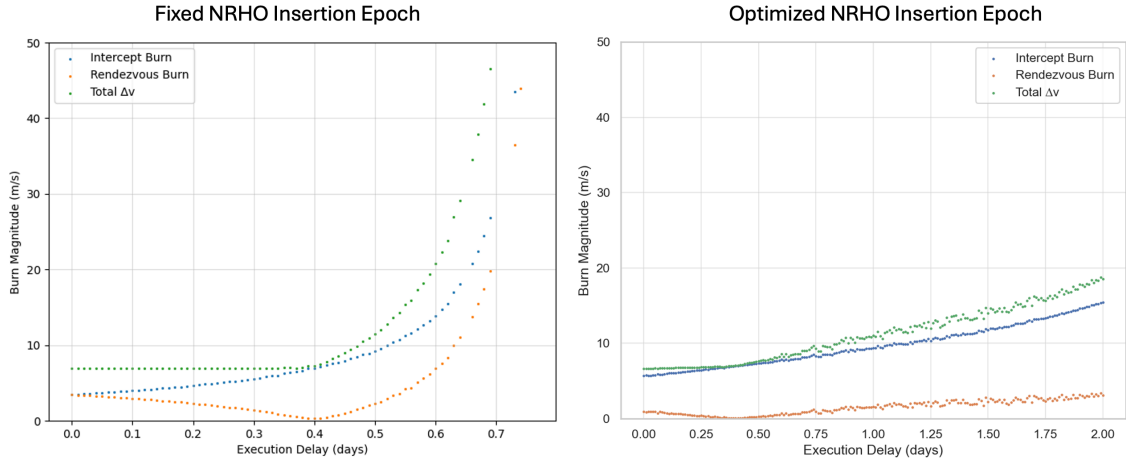 Fixed NRHO Insertion Epoch
50
40
30
20
10
0
Burn Magnitude (m/s)
Intercept Burn
Rendezvous Burn
Total Δv
0.0 0.1 0.2 0.3 0.4 0.5 0.6 0.7
Execution Delay (days)
Optimized NRHO Insertion Epoch
50
40
30
20
10
0
Burn Magnitude (m/s)
Intercept Burn
Rendezvous Burn
Total Δv
0.00 0.25 0.50 0.75 1.00 1.25 1.50 1.75 2.00
Execution Delay (days)